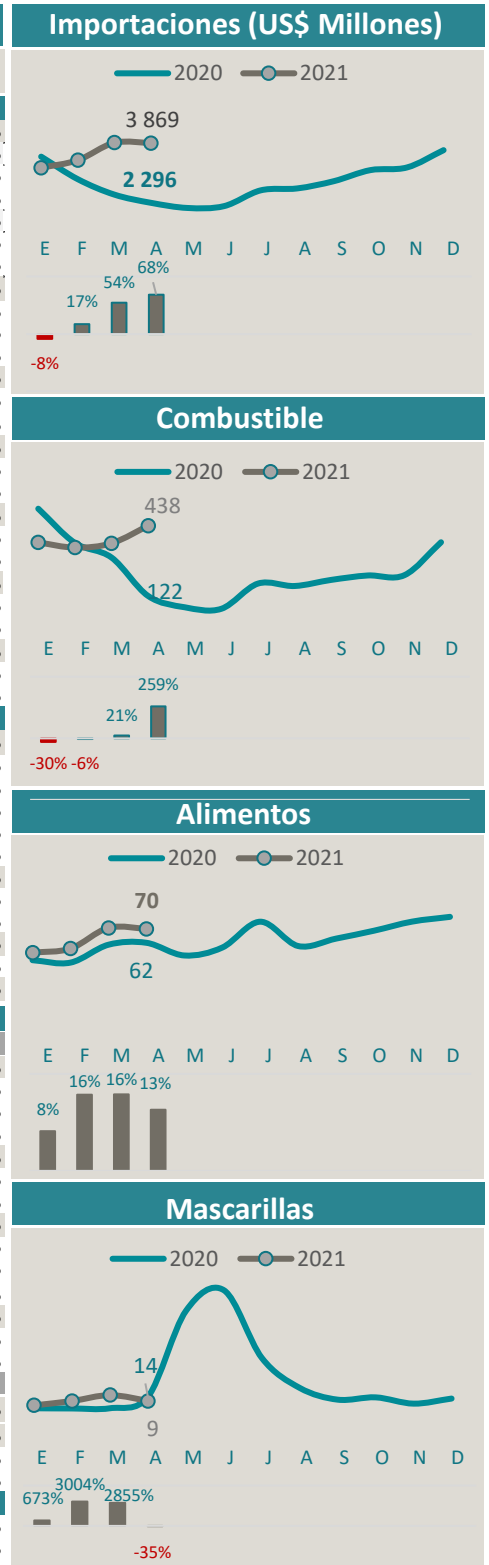 Importaciones (US$ Millones)
2020 2021
3 869
2 296
E F M A M J J A S O N D
68%
54%
17%
-8%
Combustible
2020 2021
438
122
E F M A M J J A S O N D
259%
21%
-30% -6%
Alimentos
2020 2021
70
62
E F M A M J J A S O N D
16% 16% 13%
8%
Mascarillas
2020 2021
14
9
E F M A M J J A S O N D
3004%
673% 2855%
-35%